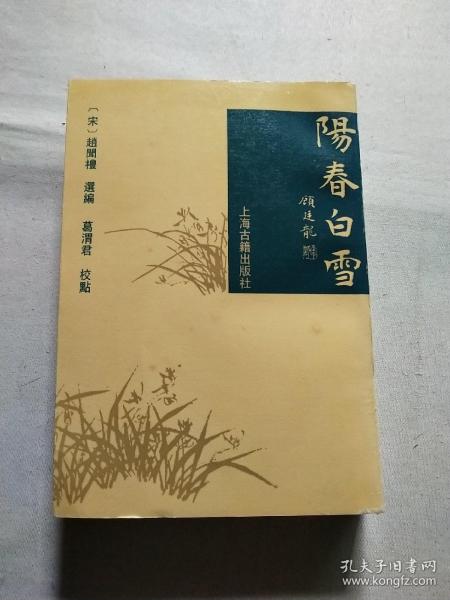 陽春白雪
顧廷龍
上海古籍出版社
〔宋〕趙聞禮 選編 葛渭君 校點
孔夫子旧书网
www.kongfz.com